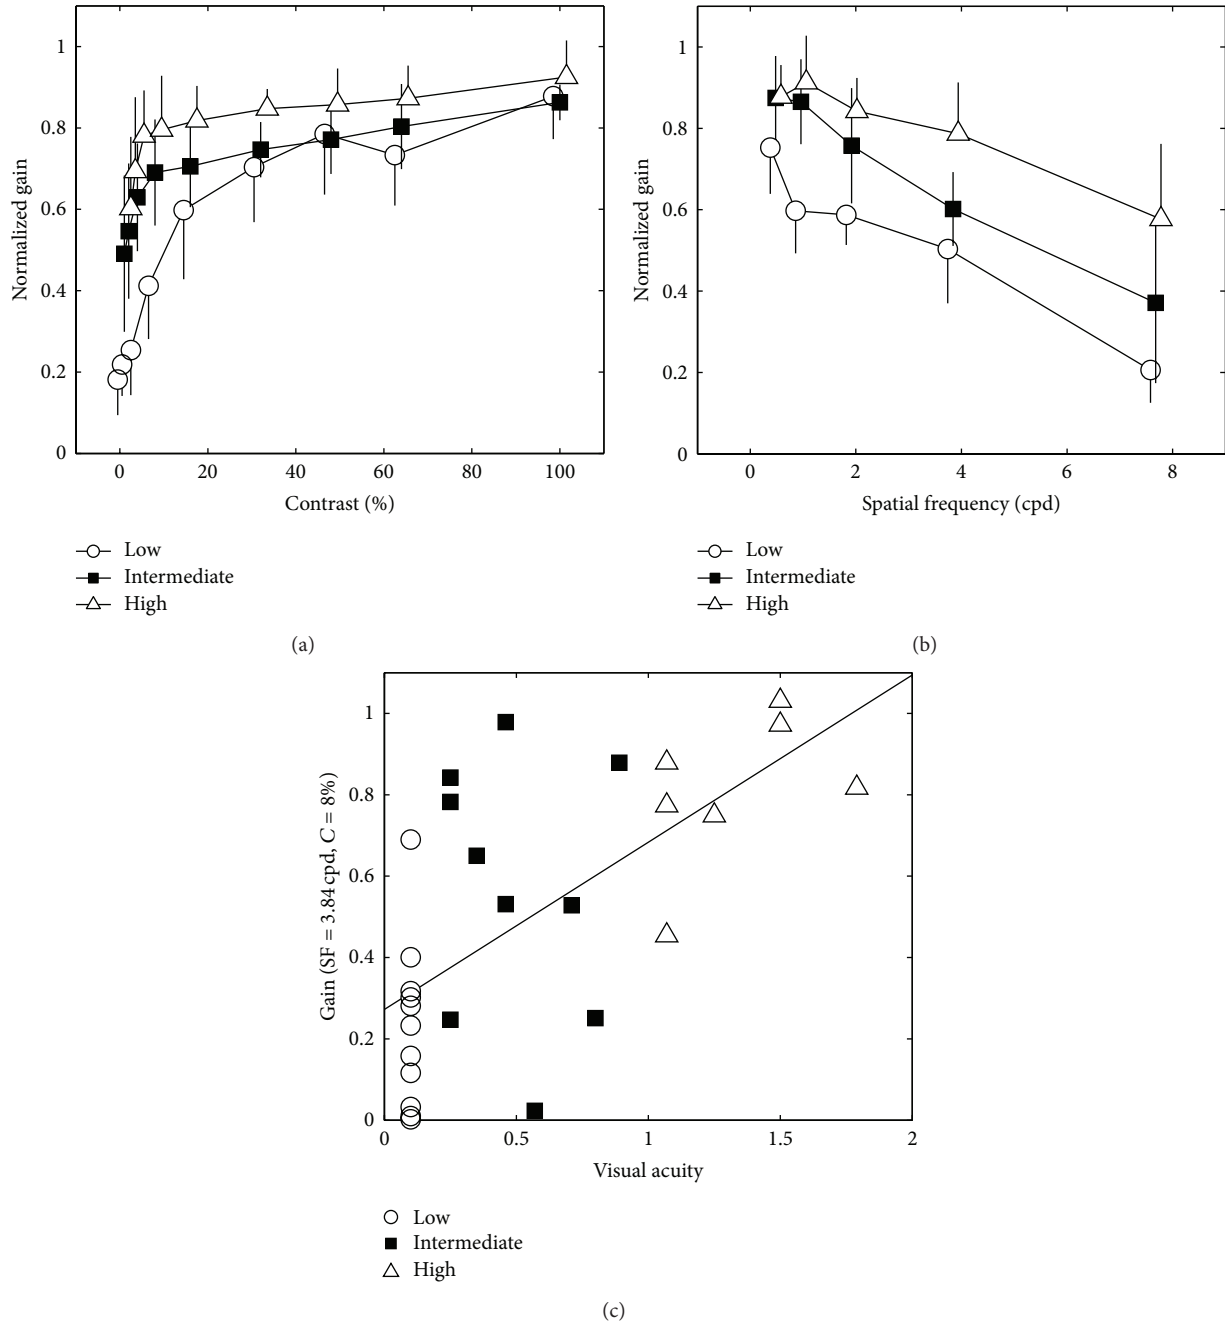 1
0.8
0.6
0.4
0.2
0
Normalized gain
0 20 40 60 80 100
Contrast (%)
Low
Intermediate
High
(a)
1
0.8
0.6
0.4
0.2
0
Normalized gain
0 2 4 6 8
Spatial frequency (cpd)
Low
Intermediate
High
(b)
1
0.8
0.6
0.4
0.2
0
Gain (SF = 3.84 cpd, C = 8%)
0 0.5 1 1.5 2
Visual acuity
Low
Intermediate
High
(c)